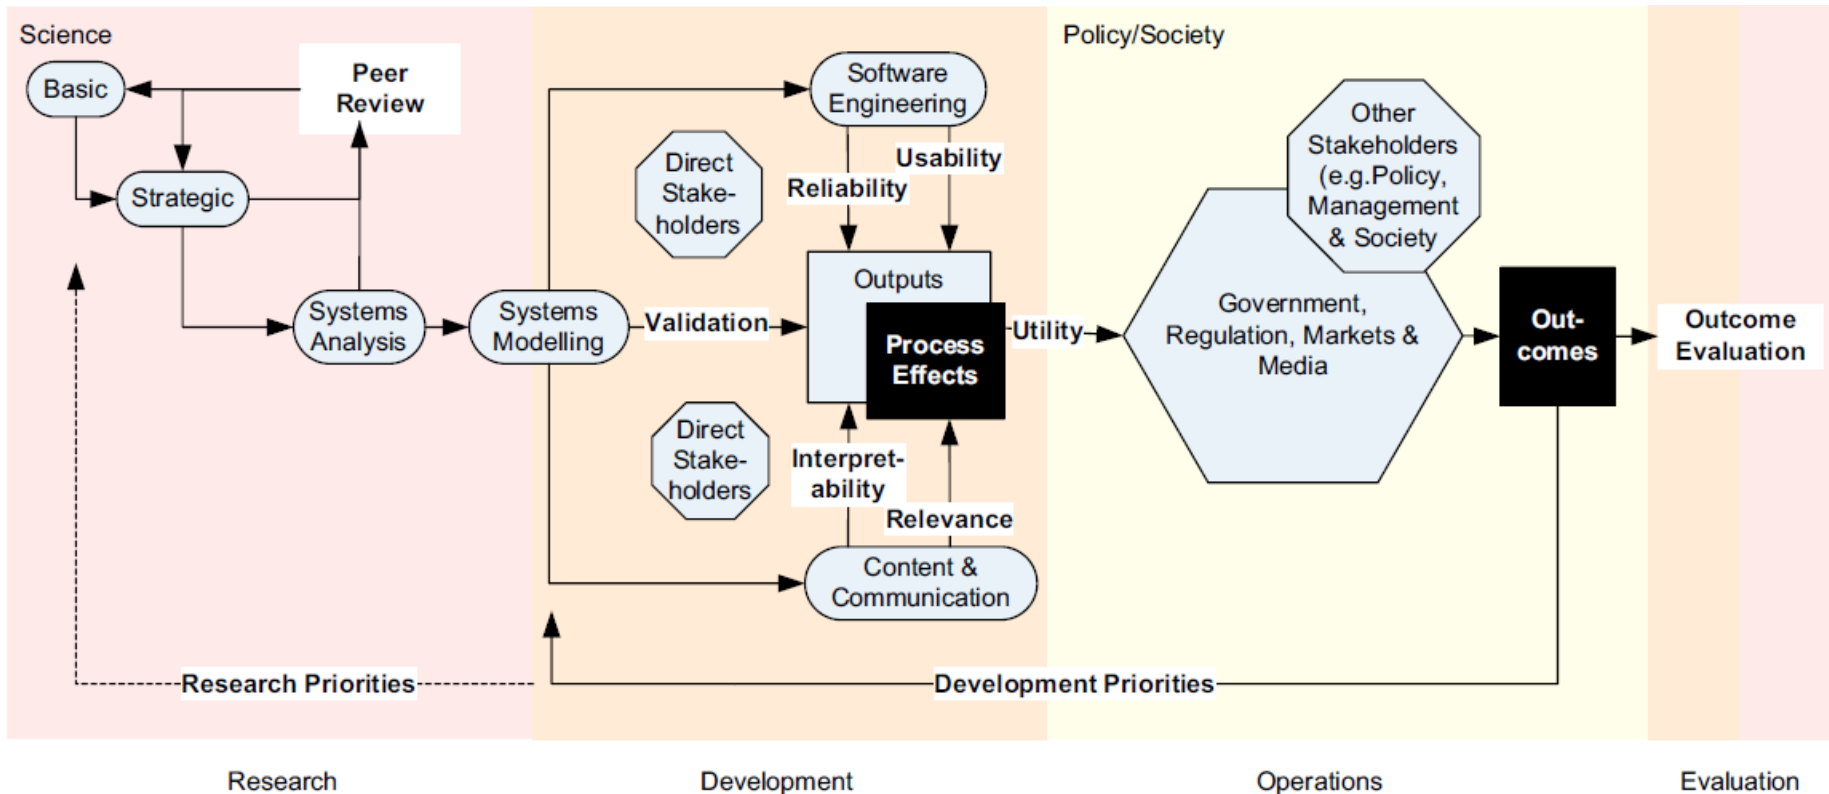 Science
Basic
Peer
Review
Strategic
Systems
Analysis
Systems
Modelling
Research Priorities
Software
Engineering
Direct
Stake-
holders
Usability
Reliability
Outputs
Validation
Process
Effects
Direct
Stake-
holders
Interpret-
ability
Relevance
Content &
Communication
Development Priorities
Utility
Policy/Society
Other
Stakeholders
(e.g.Policy,
Management
& Society
Government,
Regulation, Markets &
Media
Out-
comes
Outcome
Evaluation
Research
Development
Operations
Evaluation